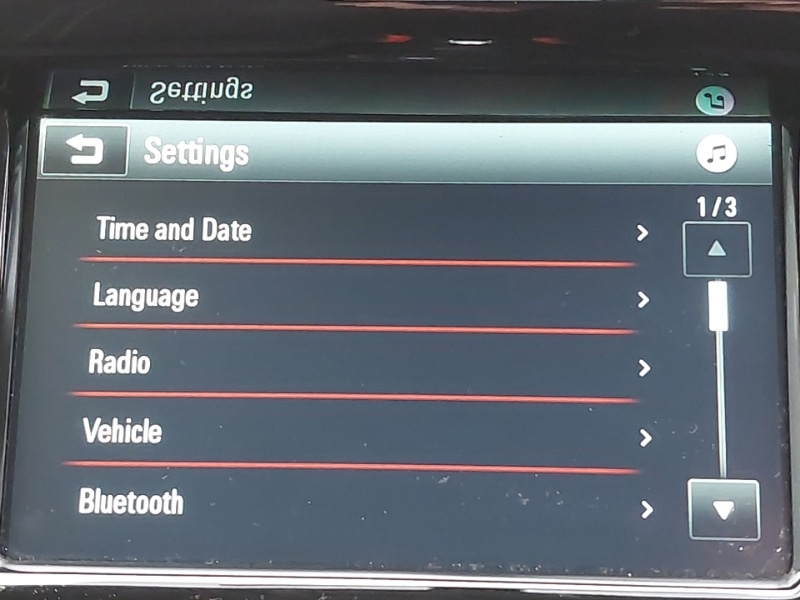 Settings
Settings
1/3
Time and Date
Language
Radio
Vehicle
Bluetooth